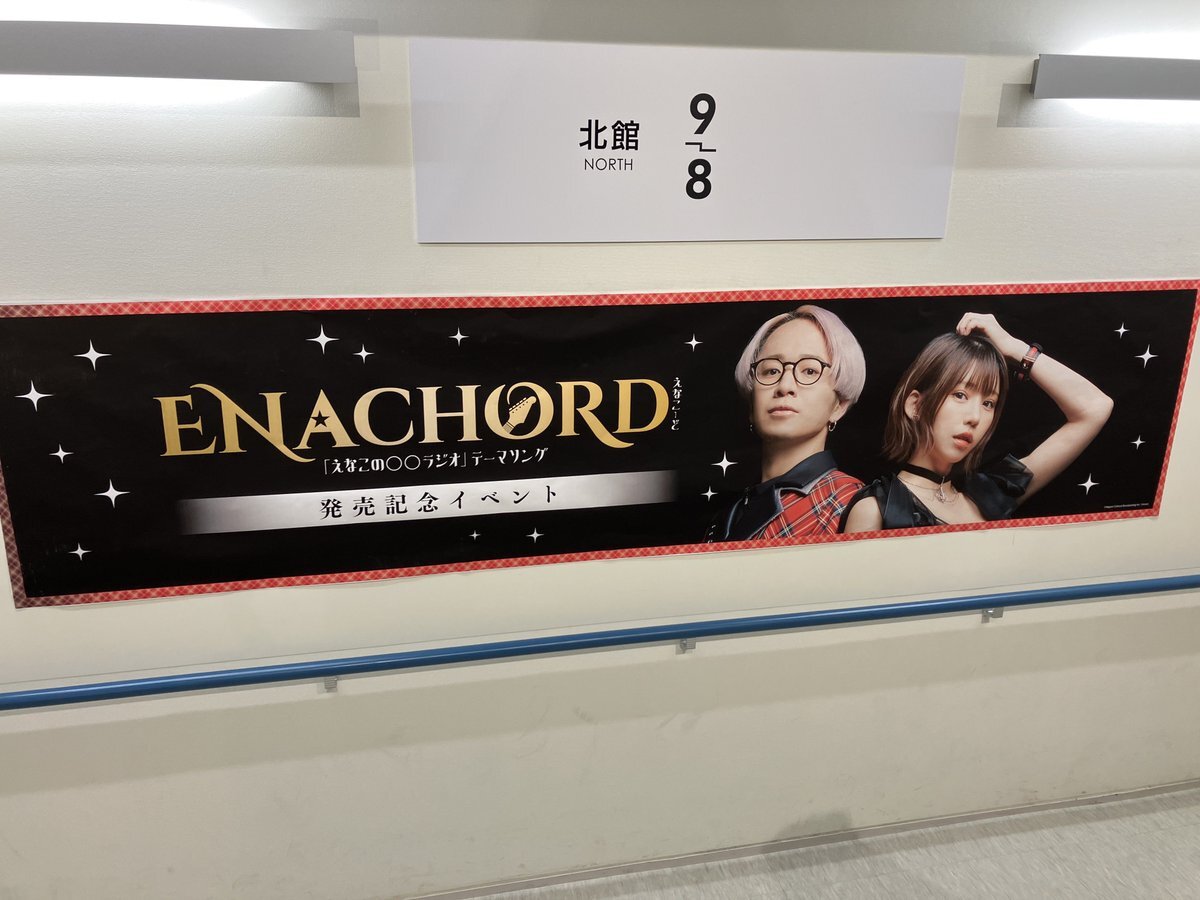 北館
NORTH
9
8
ENACHORD
えなこーど
「えなこの〇〇ラジオ」テーマソング
発売記念イベント